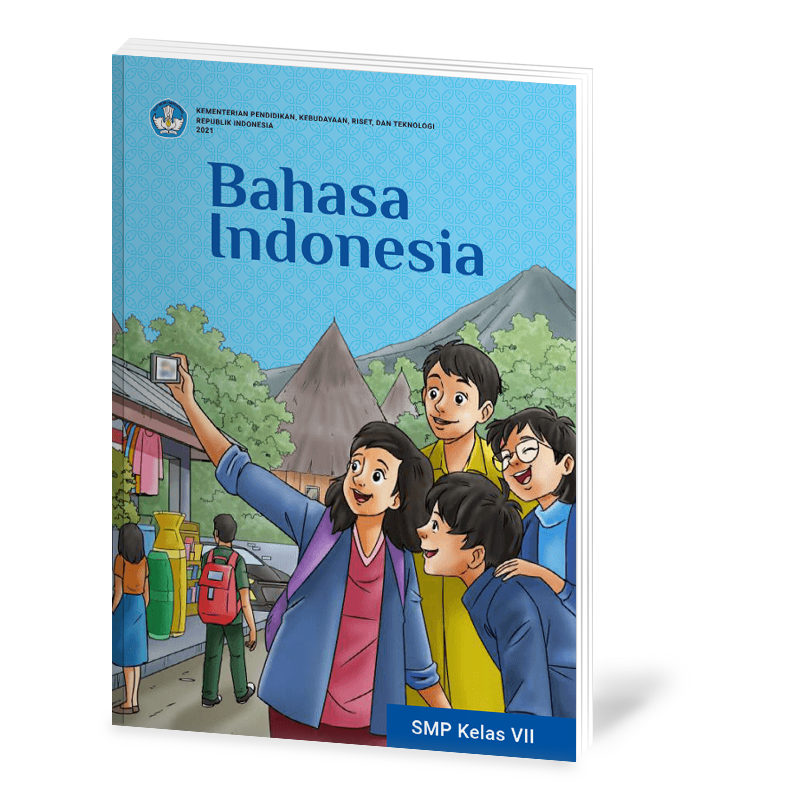 KEMENTERIAN PENDIDIKAN, KEBUDAYAAN, RISET, DAN TEKNOLOGI
REPUBLIK INDONESIA
2021
Bahasa
Indonesia
SMP Kelas VII